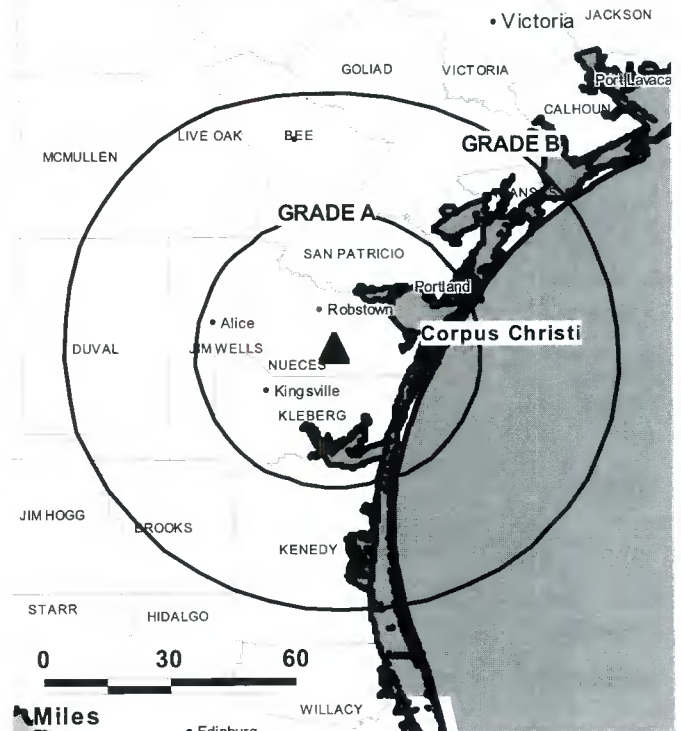 Victoria
JACKSON
GOLIAD
VICTORIA
Port Lavaca
CALHOUN
LIVE OAK
BEE
GRADE B
MCMULLEN
GRADE A
SAN PATRICIO
Portland
Robstown
Alice
Corpus Christi
DUVAL
JIM WELLS
NUECES
Kingsville
KLEBERG
JIM HOGG
BROOKS
KENEDY
STARR
HIDALGO
0 30 60
WILLACY
Miles